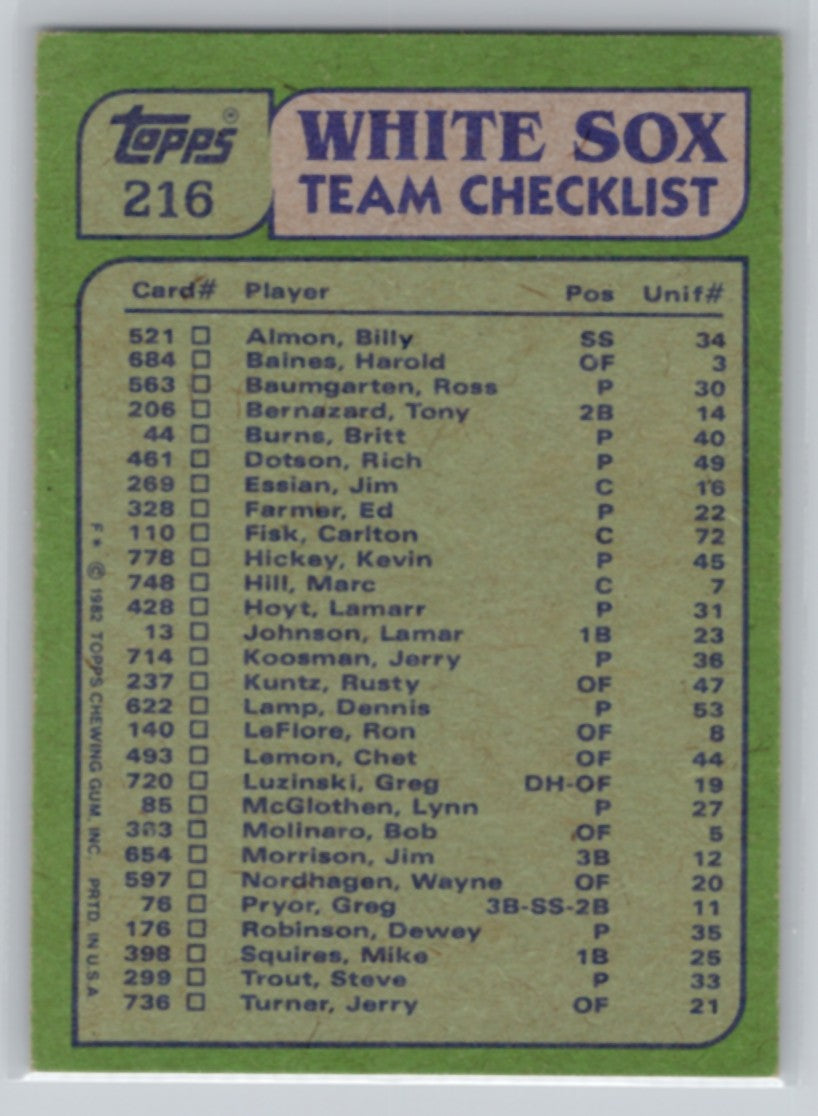 Topps®
216
WHITE SOX
TEAM CHECKLIST
Card# Player Pos Unif#
521 □ Almon, Billy SS 34
684 □ Baines, Harold OF 3
563 □ Baumgarten, Ross P 30
206 □ Bernazard, Tony 2B 14
44 □ Burns, Britt P 40
461 □ Dotson, Rich P 49
269 □ Essian, Jim C 16
328 □ Farmer, Ed P 22
110 □ Fisk, Carlton C 72
778 □ Hickey, Kevin P 45
748 □ Hill, Marc C 7
428 □ Hoyt, Lamarr P 31
13 □ Johnson, Lamar 1B 23
714 □ Koosman, Jerry P 36
237 □ Kuntz, Rusty OF 47
622 □ Lamp, Dennis P 53
140 □ LeFlore, Ron OF 8
493 □ Lemon, Chet OF 44
720 □ Luzinski, Greg DH-OF 19
85 □ McGlothen, Lynn P 27
363 □ Molinaro, Bob OF 5
654 □ Morrison, Jim 3B 12
597 □ Nordhagen, Wayne OF 20
76 □ Pryor, Greg 3B-SS-2B 11
176 □ Robinson, Dewey P 35
398 □ Squires, Mike 1B 25
299 □ Trout, Steve P 33
736 □ Turner, Jerry OF 21
F* © 1982 TOPPS CHEWING GUM, INC. PRTD. IN U.S.A